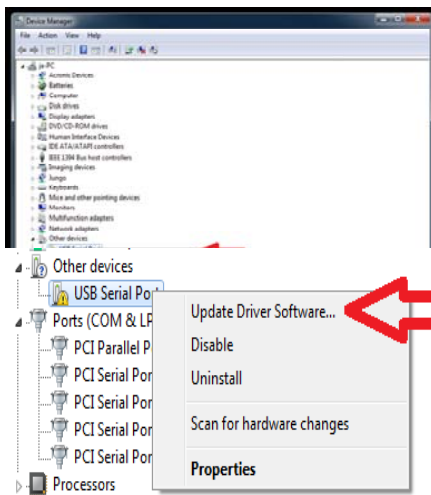 Device Manager
File Action View Help
je-PC
Acronis Devices
Batteries
Computer
Disk drives
Display adapters
DVD/CD-ROM drives
Human Interface Devices
IDE ATA/ATAPI controllers
IEEE 1394 Bus host controllers
Imaging devices
Jungo
Keyboards
Mice and other pointing devices
Monitors
Multifunction adapters
Network adapters
Other devices
Other devices
USB Serial Po
Update Driver Software...
Ports (COM & LP
Disable
PCI Parallel P
Uninstall
PCI Serial Por
PCI Serial Por
Scan for hardware changes
PCI Serial Por
PCI Serial Por
Properties
Processors